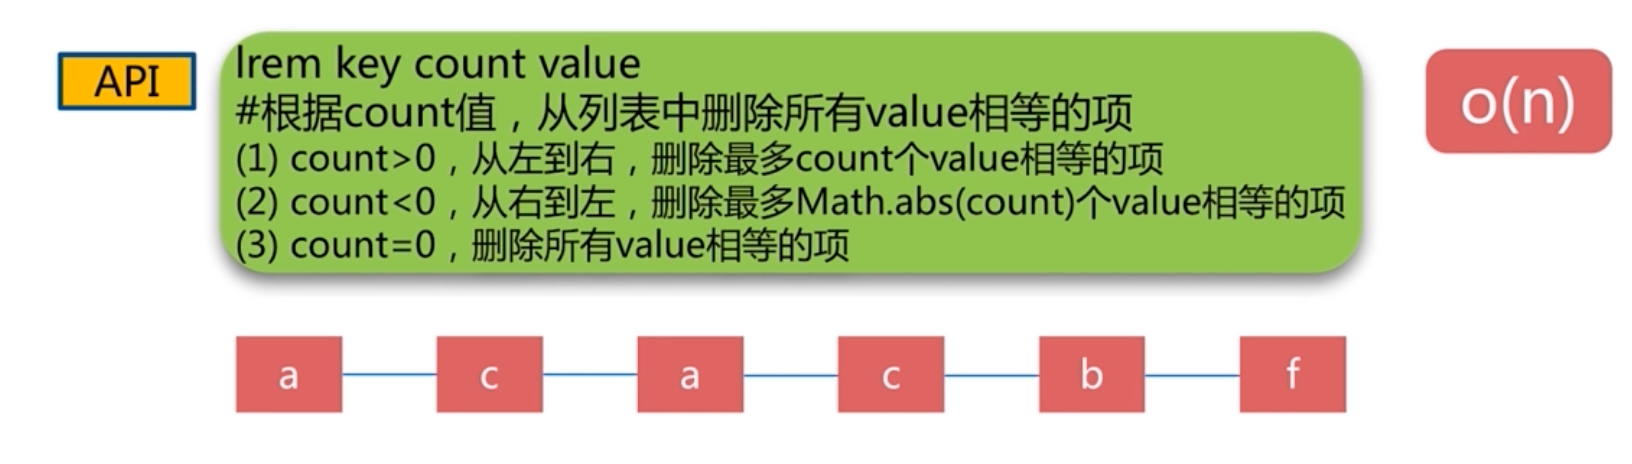 API
lrem key count value
#根据count值，从列表中删除所有value相等的项
(1) count>0，从左到右，删除最多count个value相等的项
(2) count<0，从右到左，删除最多Math.abs(count)个value相等的项
(3) count=0，删除所有value相等的项
o(n)
a c a c b f